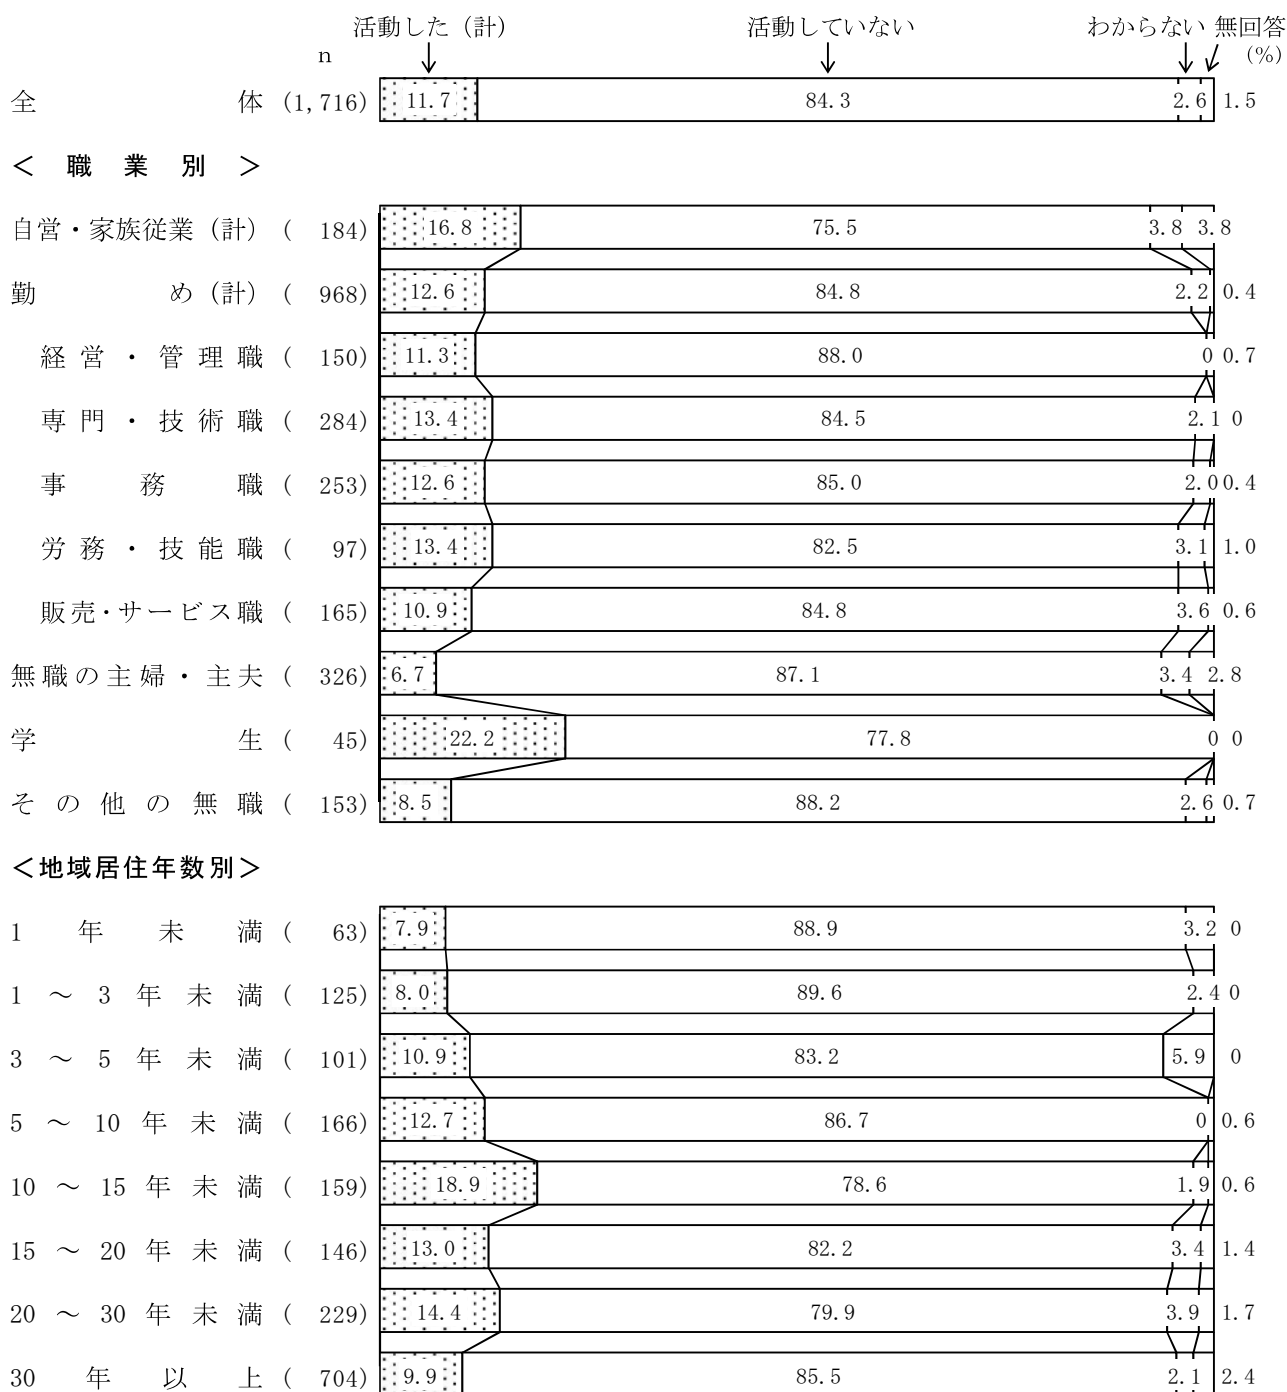 活動した（計） 活動していない わからない 無回答
n (%)
全体 (1,716) 11.7 84.3 2.6 1.5
＜職業別＞
自営・家族従業（計） ( 184) 16.8 75.5 3.8 3.8
勤め（計） ( 968) 12.6 84.8 2.2 0.4
経営・管理職 ( 150) 11.3 88.0 0 0.7
専門・技術職 ( 284) 13.4 84.5 2.1 0
事務職 ( 253) 12.6 85.0 2.0 0.4
労務・技能職 ( 97) 13.4 82.5 3.1 1.0
販売・サービス職 ( 165) 10.9 84.8 3.6 0.6
無職の主婦・主夫 ( 326) 6.7 87.1 3.4 2.8
学生 ( 45) 22.2 77.8 0 0
その他の無職 ( 153) 8.5 88.2 2.6 0.7
＜地域居住年数別＞
1年未満 ( 63) 7.9 88.9 3.2 0
1～3年未満 ( 125) 8.0 89.6 2.4 0
3～5年未満 ( 101) 10.9 83.2 5.9 0
5～10年未満 ( 166) 12.7 86.7 0 0.6
10～15年未満 ( 159) 18.9 78.6 1.9 0.6
15～20年未満 ( 146) 13.0 82.2 3.4 1.4
20～30年未満 ( 229) 14.4 79.9 3.9 1.7
30年以上 ( 704) 9.9 85.5 2.1 2.4